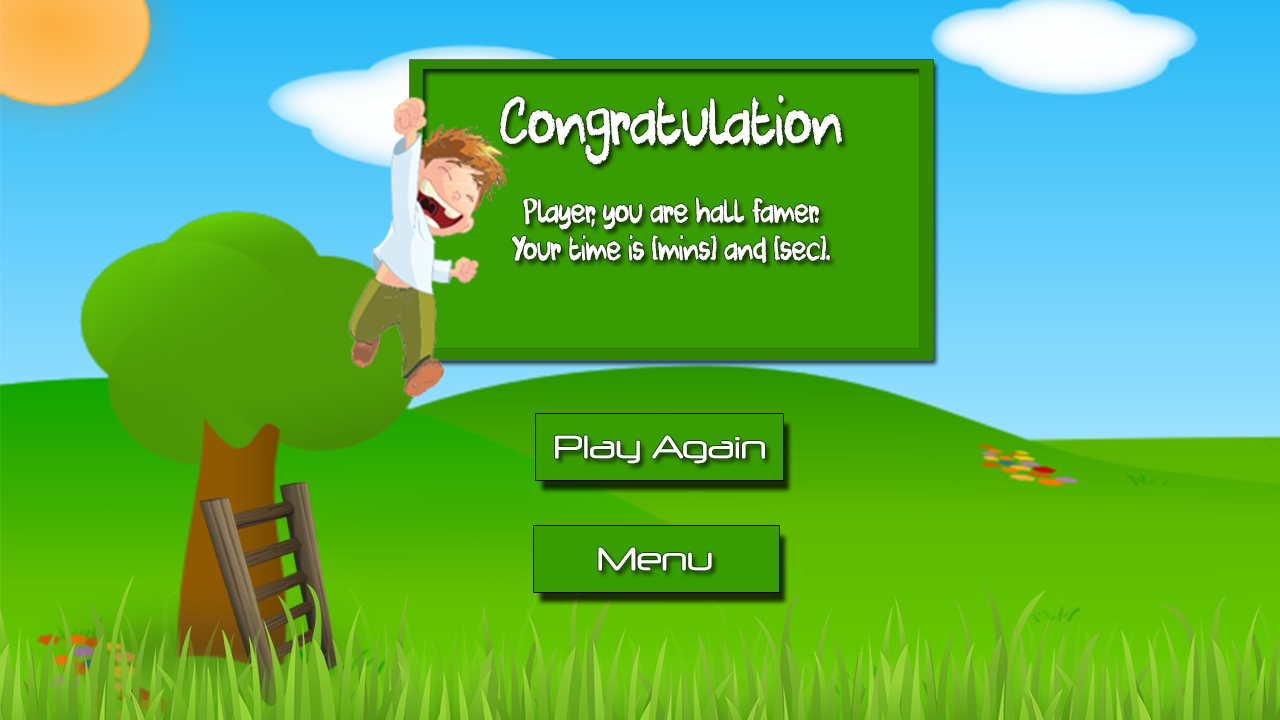 Congratulation
Player, you are hall famer.
Your time is [mins] and [sec].
Play Again
Menu